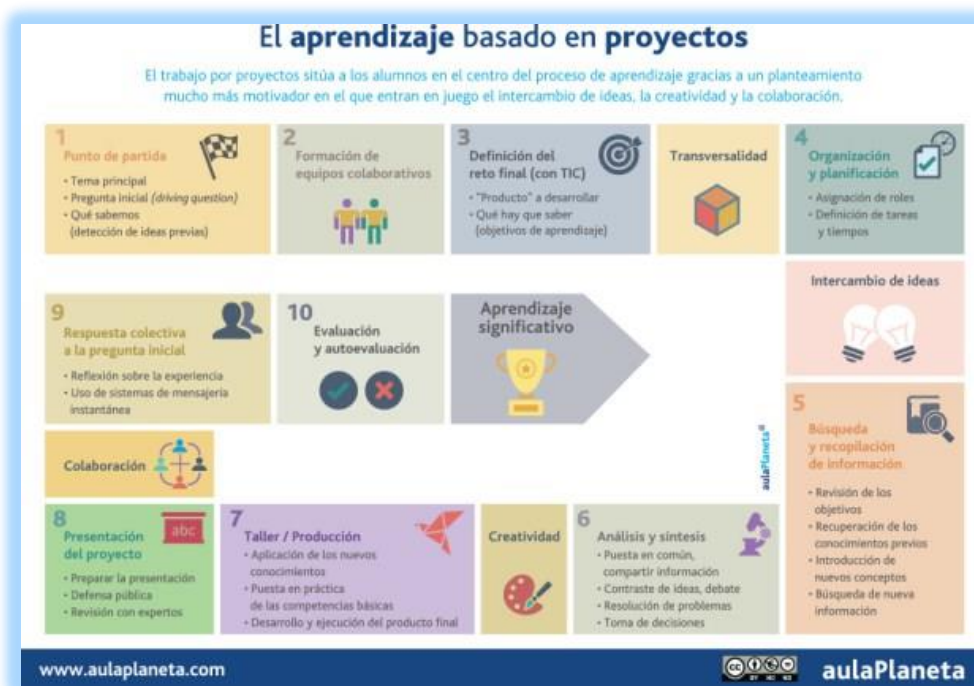 El aprendizaje basado en proyectos
El trabajo por proyectos sitúa a los alumnos en el centro del proceso de aprendizaje gracias a un planteamiento
mucho más motivador en el que entran en juego el intercambio de ideas, la creatividad y la colaboración.
1
Punto de partida
• Tema principal
• Pregunta inicial (driving question)
• Qué sabemos
(detección de ideas previas)
2
Formación de
equipos colaborativos
3
Definición del
reto final (con TIC)
• "Producto" a desarrollar
• Qué hay que saber
(objetivos de aprendizaje)
Transversalidad
4
Organización
y planificación
• Asignación de roles
• Definición de tareas
y tiempos
Intercambio de ideas
5
Búsqueda
y recopilación
de información
• Revisión de los
objetivos
• Recuperación de los
conocimientos previos
• Introducción de
nuevos conceptos
• Búsqueda de nueva
información
6
Análisis y síntesis
• Puesta en común,
compartir información
• Contraste de ideas, debate
• Resolución de problemas
• Toma de decisiones
Creatividad
7
Taller / Producción
• Aplicación de los nuevos
conocimientos
• Puesta en práctica
de las competencias básicas
• Desarrollo y ejecución del producto final
8
Presentación
del proyecto
abc
• Preparar la presentación
• Defensa pública
• Revisión con expertos
Colaboración
9
Respuesta colectiva
a la pregunta inicial
• Reflexión sobre la experiencia
• Uso de sistemas de mensajería
instantánea
10
Evaluación
y autoevaluación
Aprendizaje
significativo
aulaPlaneta
www.aulaplaneta.com
cc
BY NC ND
aulaPlaneta